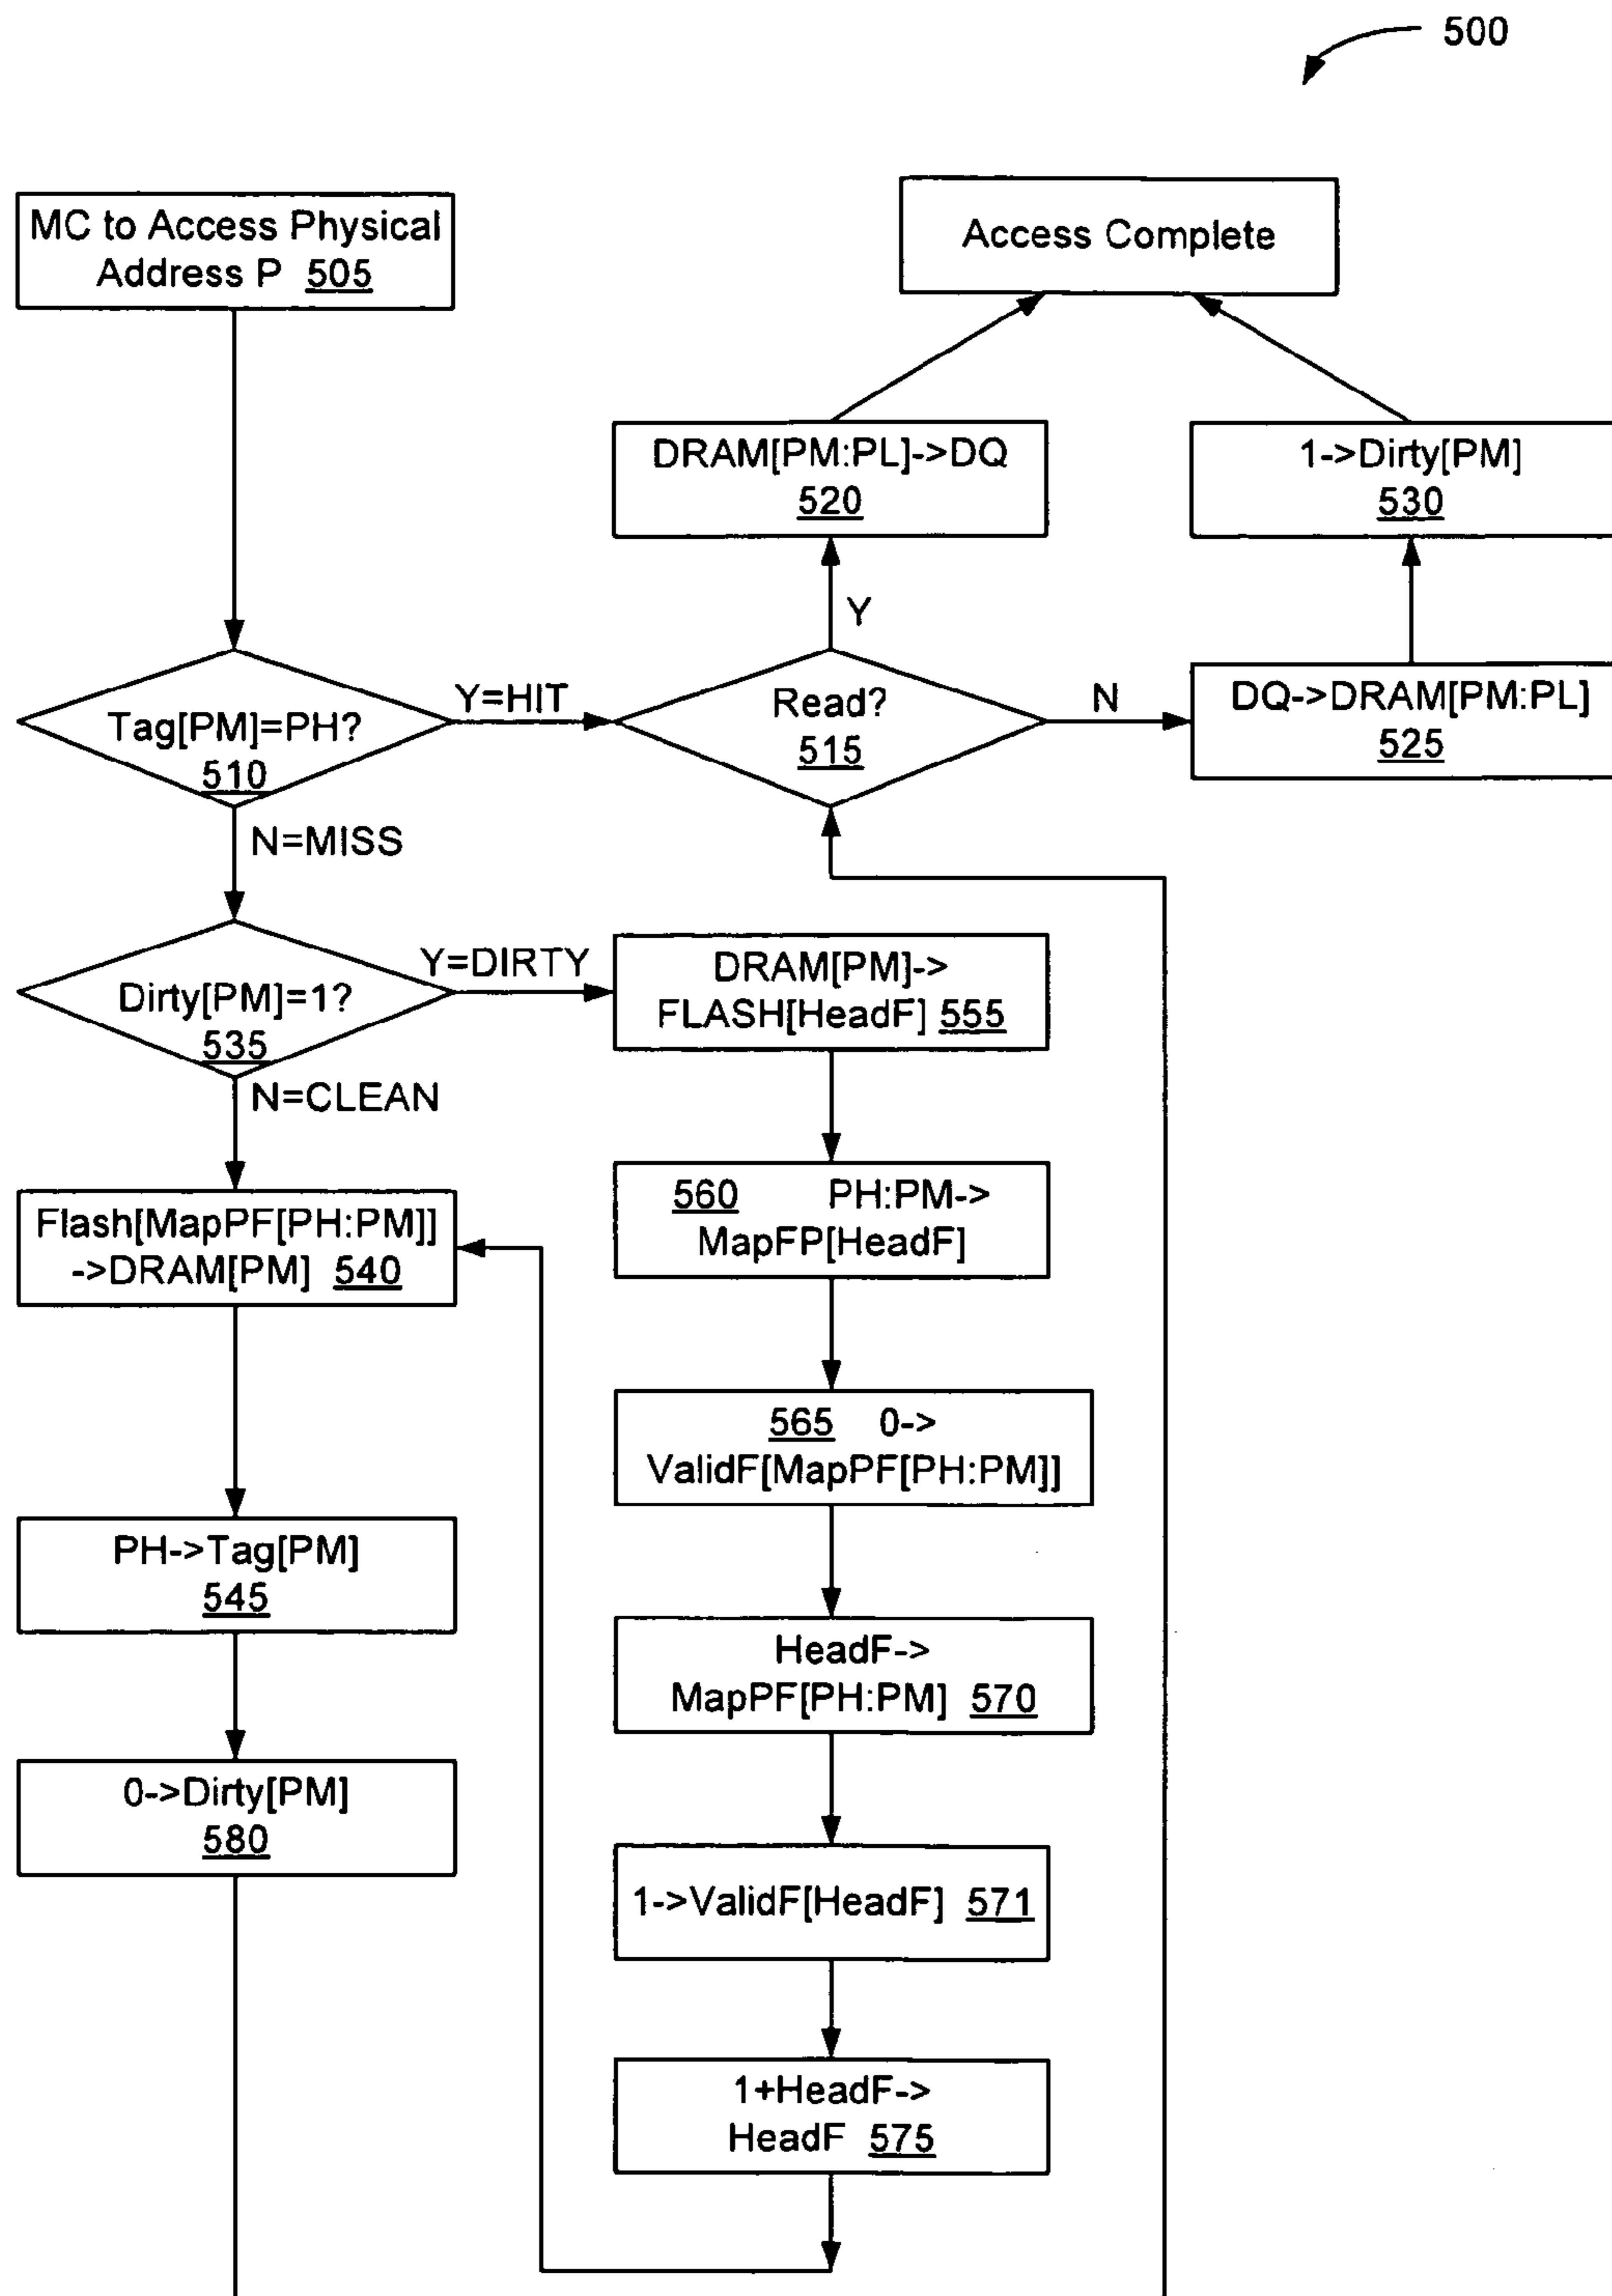 500
MC to Access Physical
Address P 505
Access Complete
DRAM[PM:PL]->DQ
520
1->Dirty[PM]
530
Y
Tag[PM]=PH?
510
Y=HIT
Read?
515
N
DQ->DRAM[PM:PL]
525
N=MISS
Dirty[PM]=1?
535
Y=DIRTY
DRAM[PM]->
FLASH[HeadF] 555
N=CLEAN
560 PH:PM->
MapFP[HeadF]
Flash[MapPF[PH:PM]]
->DRAM[PM] 540
565 0->
ValidF[MapPF[PH:PM]]
PH->Tag[PM]
545
HeadF->
MapPF[PH:PM] 570
0->Dirty[PM]
580
1->ValidF[HeadF] 571
1+HeadF->
HeadF 575